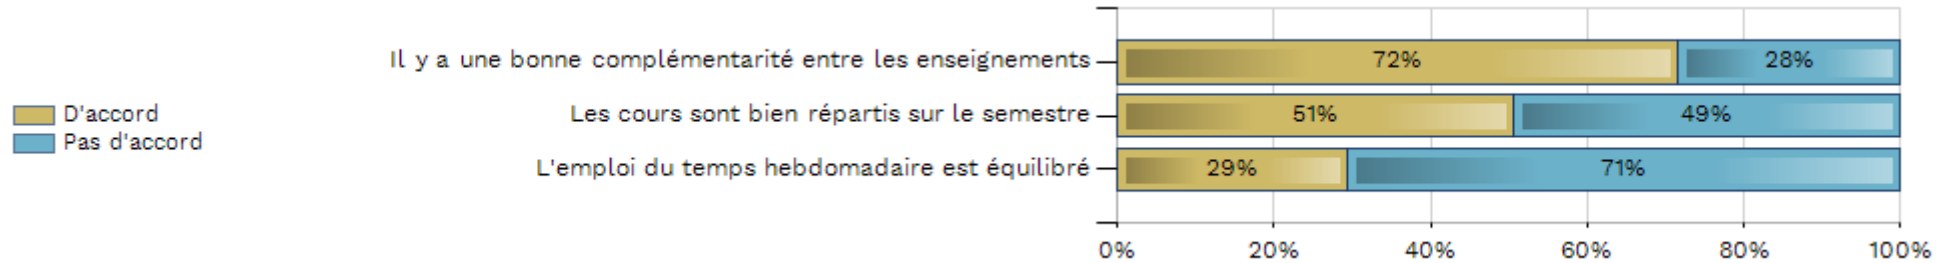 Il y a une bonne complémentarité entre les enseignements
72%
28%
D'accord
Pas d'accord
Les cours sont bien répartis sur le semestre
51%
49%
L'emploi du temps hebdomadaire est équilibré
29%
71%
0%
20%
40%
60%
80%
100%